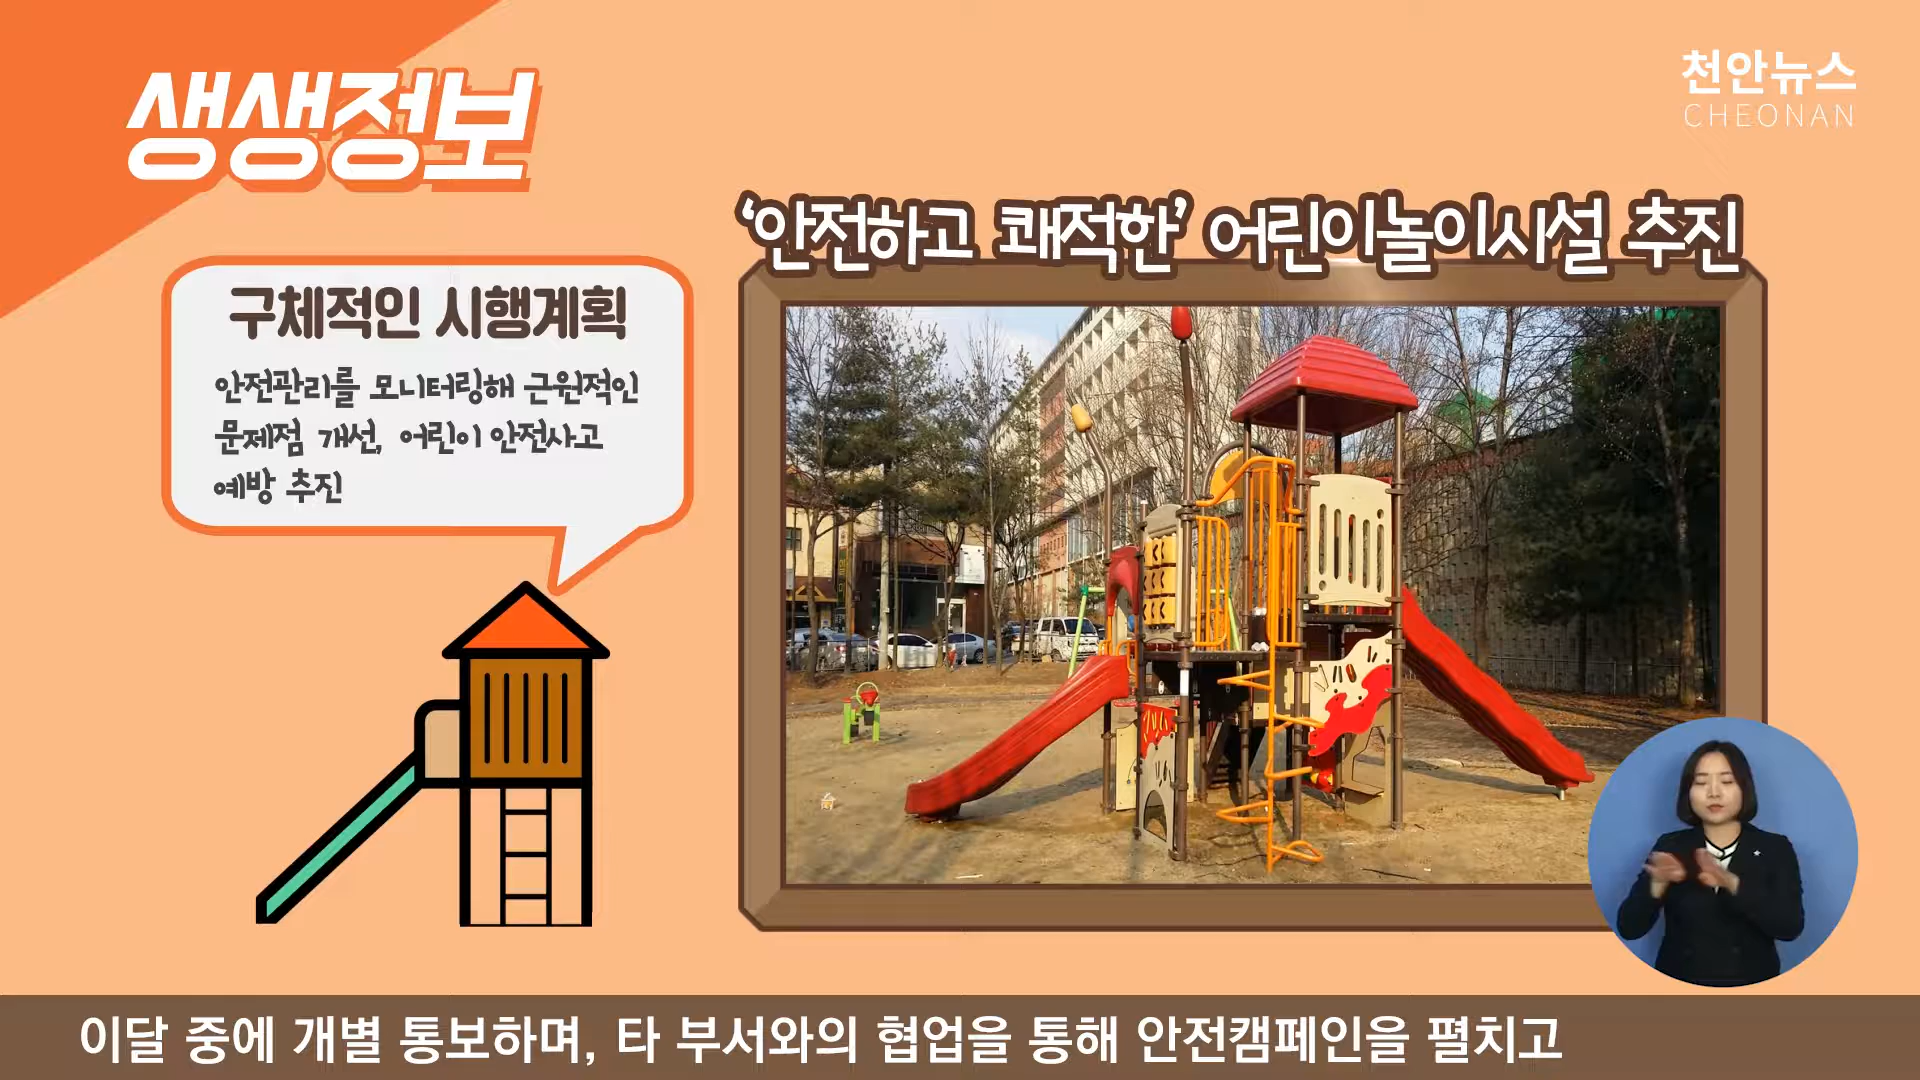 생생정보
천안뉴스
CHEONAN
‘안전하고 쾌적한’ 어린이놀이시설 추진
구체적인 시행계획
안전관리를 모니터링해 근원적인
문제점 개선, 어린이 안전사고
예방 추진
이달 중에 개별 통보하며, 타 부서와의 협업을 통해 안전캠페인을 펼치고